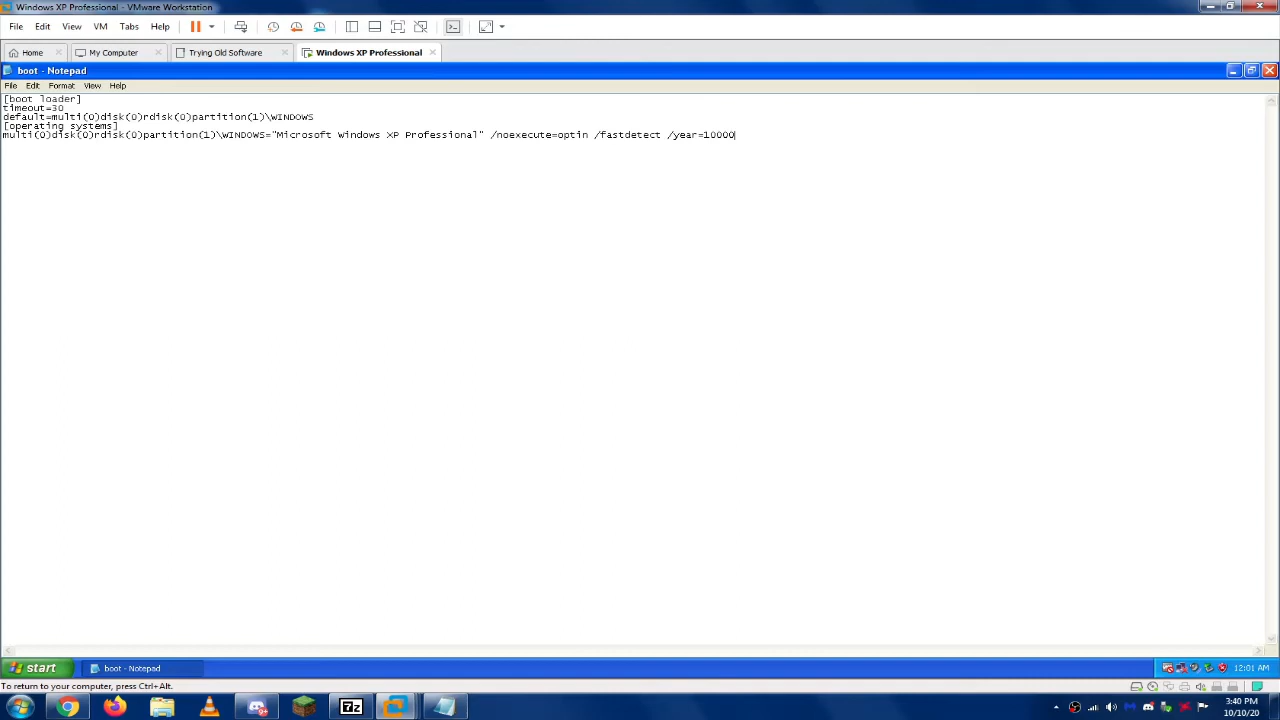 Windows XP Professional - VMware Workstation
File Edit View VM Tabs Help
Home My Computer Trying Old Software Windows XP Professional
boot - Notepad
File Edit Format View Help
[boot loader]
timeout=30
default=multi(0)disk(0)rdisk(0)partition(1)\WINDOWS
[operating systems]
multi(0)disk(0)rdisk(0)partition(1)\WINDOWS="Microsoft Windows XP Professional" /noexecute=optin /fastdetect /year=10000
start boot - Notepad 12:01 AM
To return to your computer, press Ctrl+Alt.
7z 3:40 PM
10/10/20